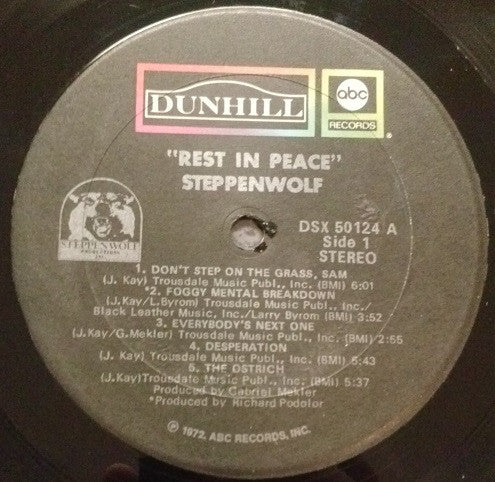 DUNHILL
abc
RECORDS
®
"REST IN PEACE"
STEPPENWOLF
STEPPENWOLF
PRODUCTIONS
INC.
DSX 50124 A
Side 1
STEREO
1. DON'T STEP ON THE GRASS, SAM
(J. Kay) Trousdale Music Publ., Inc. (BMI) 6:01
*2. FOGGY MENTAL BREAKDOWN
(J.Kay/L.Byrom) Trousdale Music Publ., Inc./
Black Leather Music, Inc./Larry Byrom (BMI) 3:52
3. EVERYBODY'S NEXT ONE
(J.Kay/G.Mekler) Trousdale Music Publ., Inc. (BMI) 2:55
4. DESPERATION
(J. Kay) Trousdale Music Publ., Inc. (BMI) 5:43
5. THE OSTRICH
(J.Kay)Trousdale Music Publ., Inc. (BMI) 5:37
Produced by Gabriel Mekler
*Produced by Richard Podolor
Ⓟ 1972, ABC RECORDS, INC.